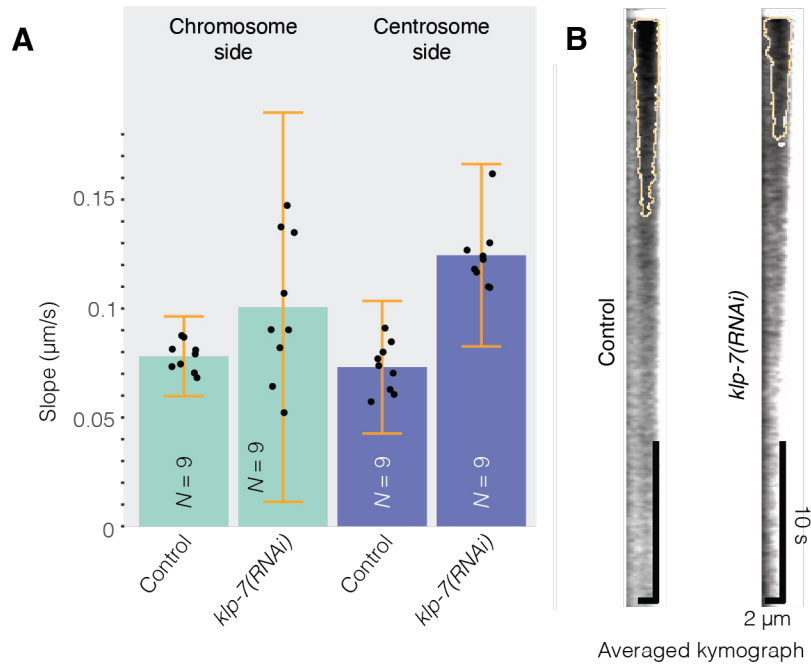 A
Chromosome
side
Centrosome
side
Slope (µm/s)
0.15
0.1
0.05
0
N = 9
N = 9
N = 9
N = 9
Control
klp-7(RNAi)
Control
klp-7(RNAi)
B
Control
klp-7(RNAi)
10 s
2 µm
Averaged kymograph